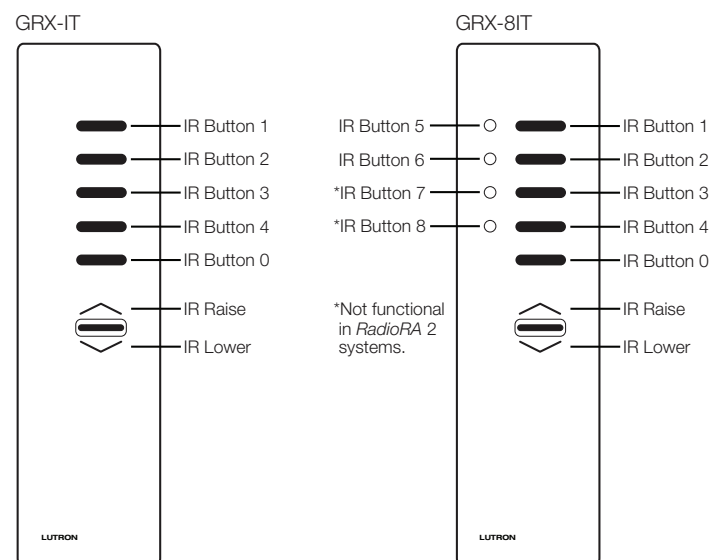 GRX-IT
IR Button 1
IR Button 2
IR Button 3
IR Button 4
IR Button 0
IR Raise
IR Lower
LUTRON
GRX-8IT
IR Button 5
IR Button 6
*IR Button 7
*IR Button 8
*Not functional
in RadioRA 2
systems.
IR Button 1
IR Button 2
IR Button 3
IR Button 4
IR Button 0
IR Raise
IR Lower
LUTRON